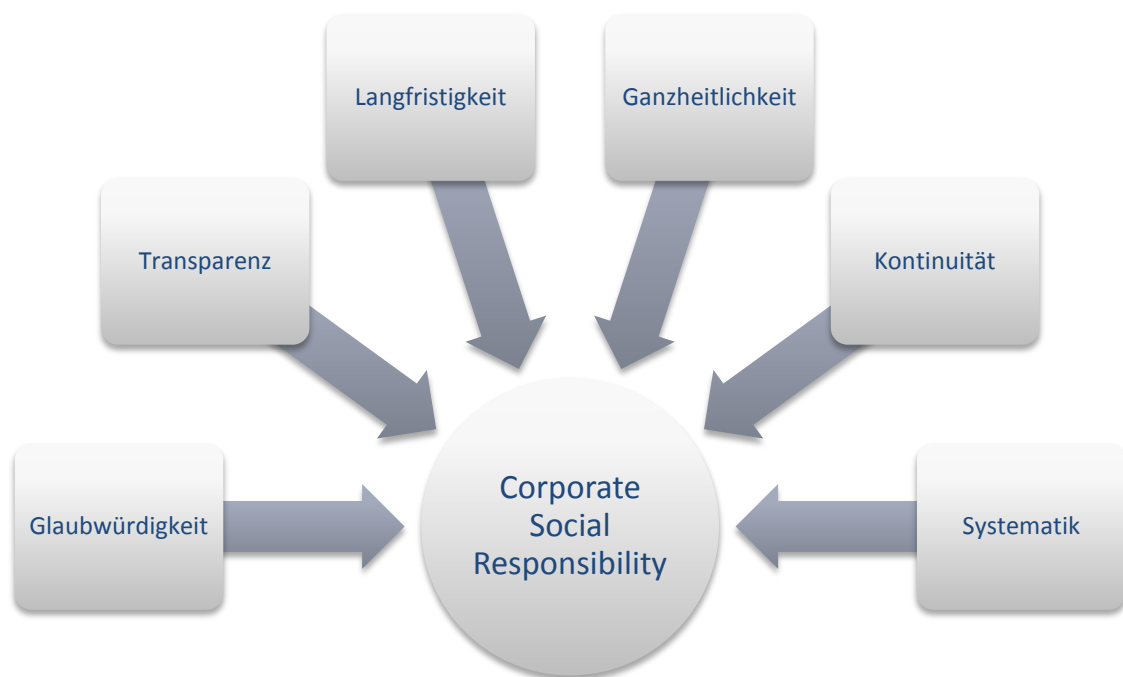 Langfristigkeit
Ganzheitlichkeit
Transparenz
Kontinuität
Glaubwürdigkeit
Corporate
Social
Responsibility
Systematik